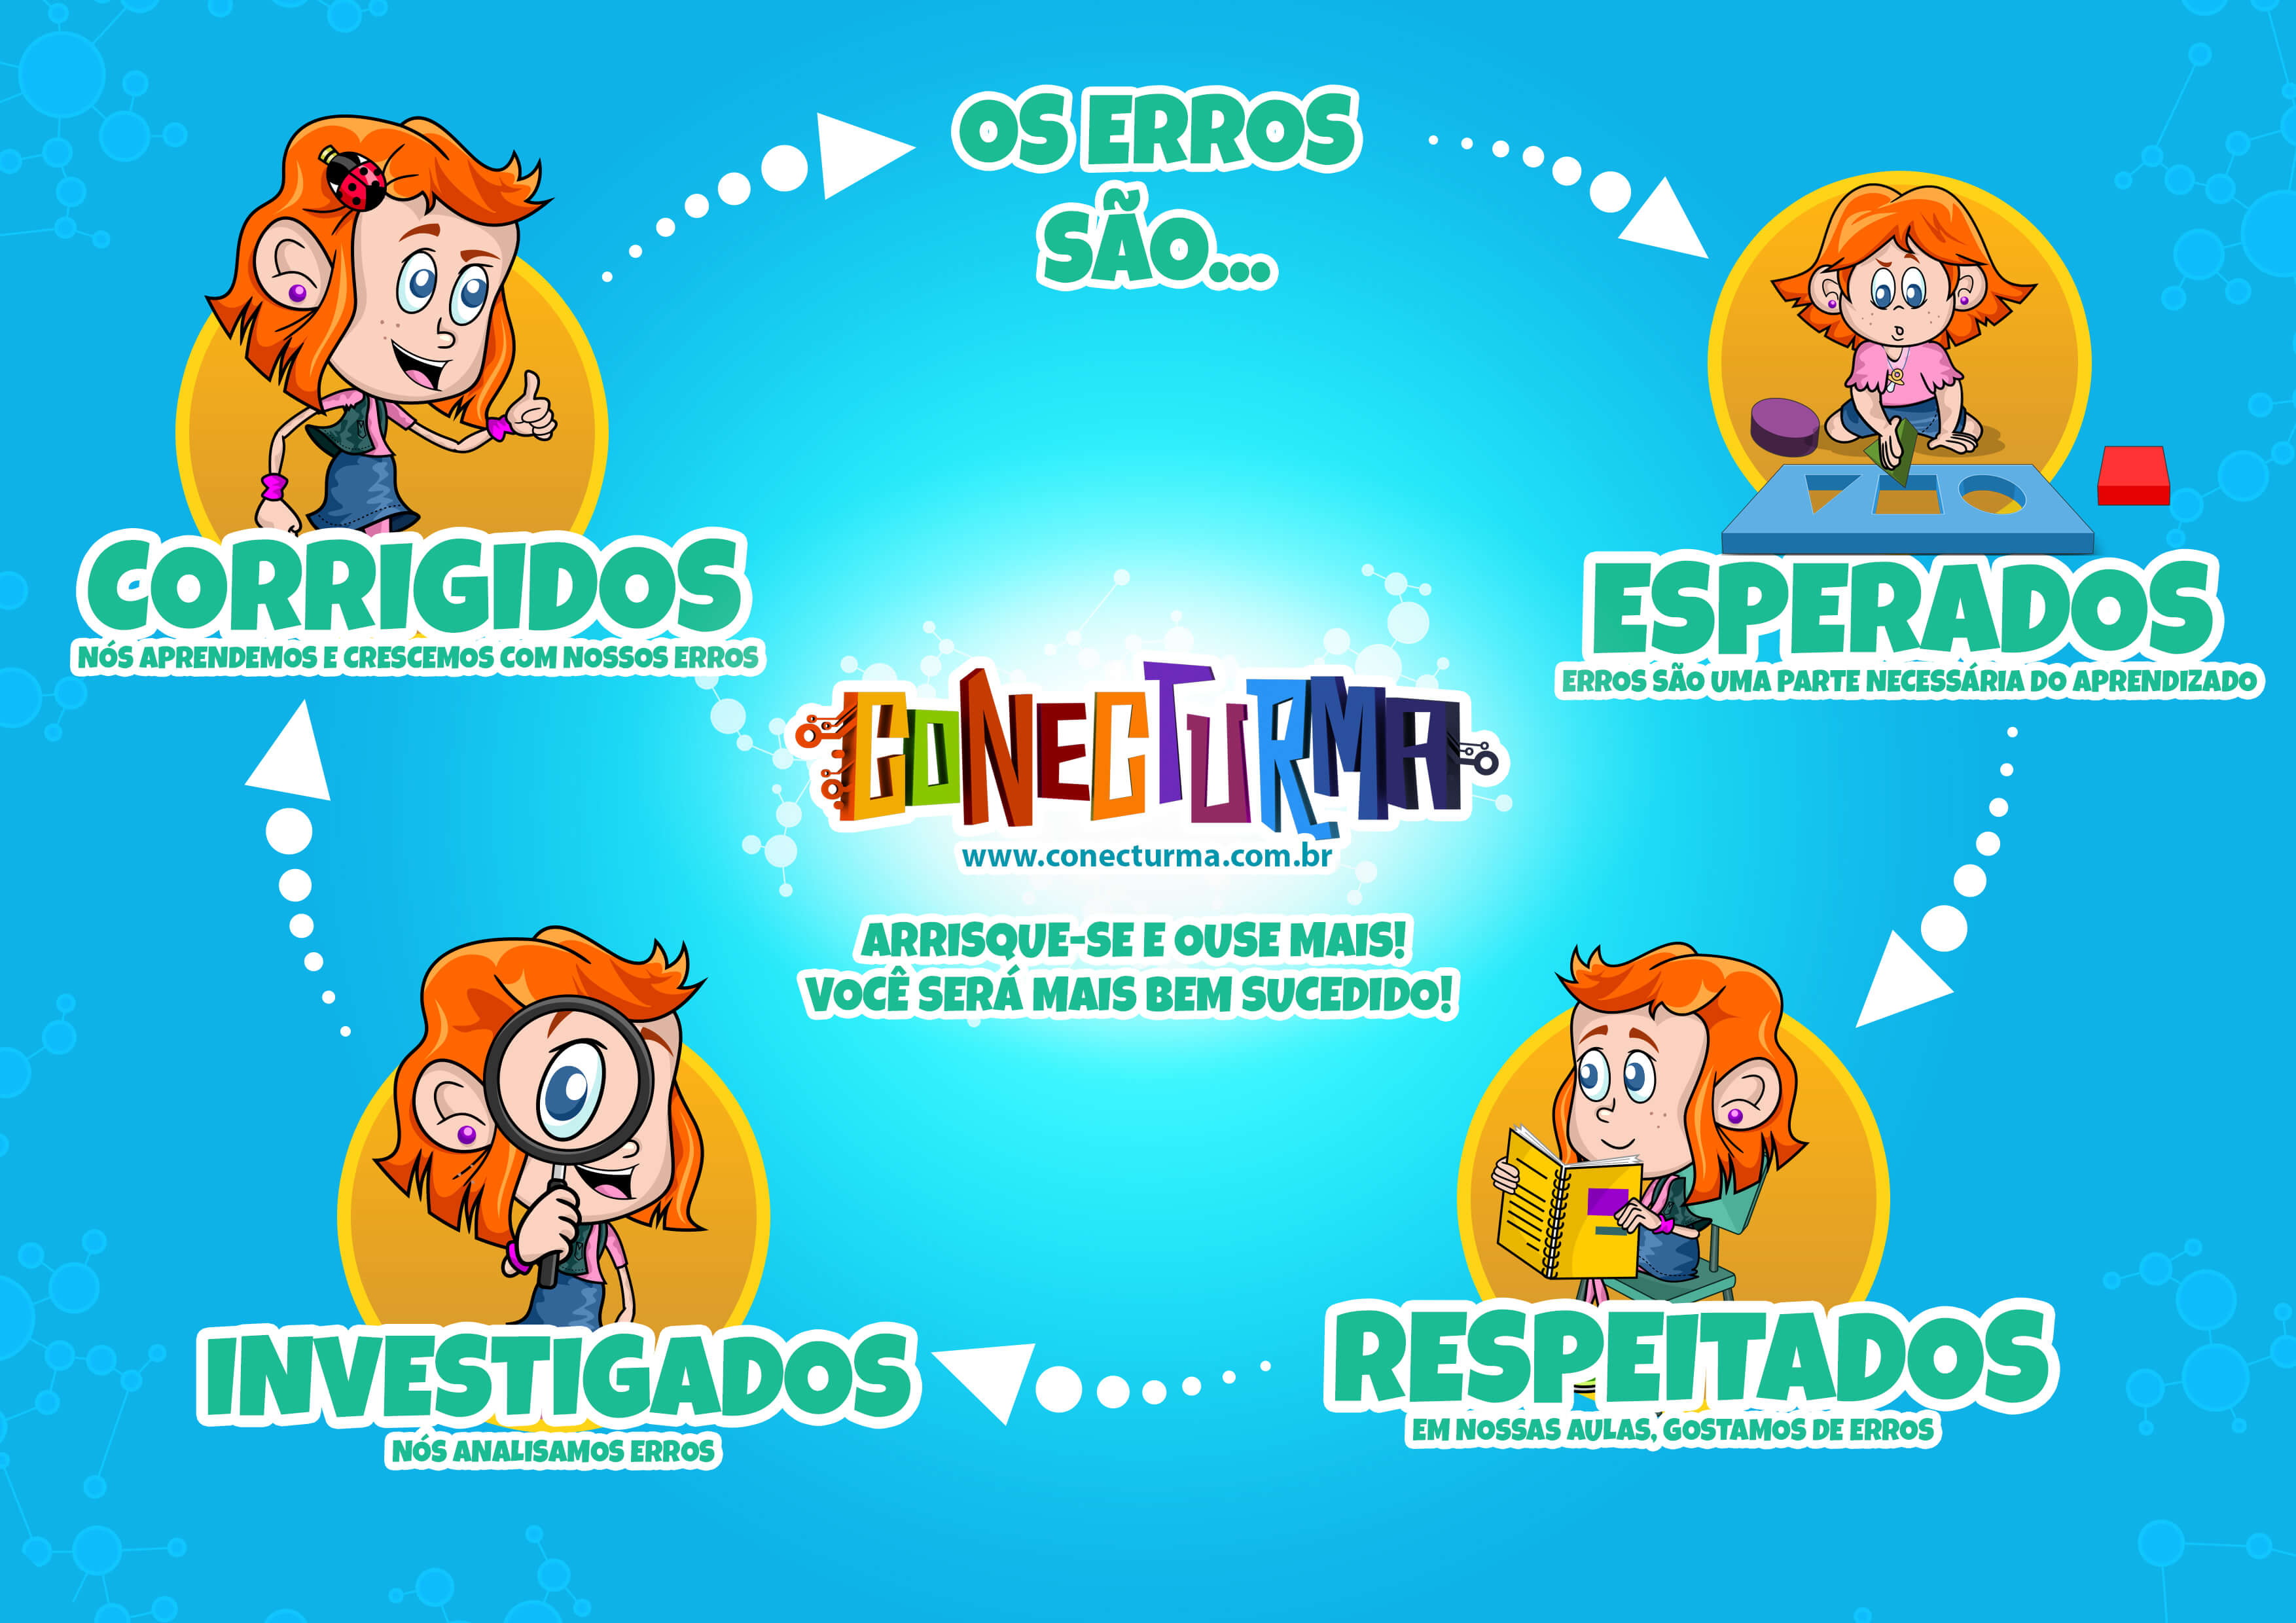 OS ERROS
SÃO...
ESPERADOS
ERROS SÃO UMA PARTE NECESSÁRIA DO APRENDIZADO
RESPEITADOS
EM NOSSAS AULAS, GOSTAMOS DE ERROS
INVESTIGADOS
NÓS ANALISAMOS ERROS
CORRIGIDOS
NÓS APRENDEMOS E CRESCEMOS COM NOSSOS ERROS
CONECTURMA
www.conecturma.com.br
ARRISQUE-SE E OUSE MAIS!
VOCÊ SERÁ MAIS BEM SUCEDIDO!